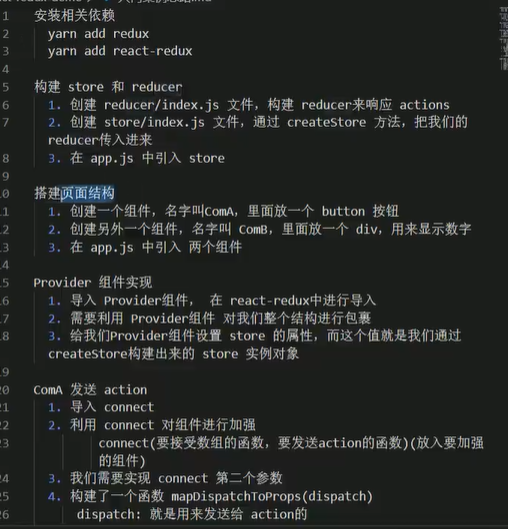 1 安装相关依赖
2 yarn add redux
3 yarn add react-redux
4
5 构建 store 和 reducer
6 1. 创建 reducer/index.js 文件，构建 reducer来响应 actions
7 2. 创建 store/index.js 文件，通过 createStore 方法，把我们的
reducer传入进来
8 3. 在 app.js 中引入 store
9
10 搭建页面结构
11 1. 创建一个组件，名字叫ComA，里面放一个 button 按钮
12 2. 创建另外一个组件，名字叫 ComB，里面放一个 div，用来显示数字
13 3. 在 app.js 中引入 两个组件
14
15 Provider 组件实现
16 1. 导入 Provider组件， 在 react-redux中进行导入
17 2. 需要利用 Provider组件 对我们整个结构进行包裹
18 3. 给我们Provider组件设置 store 的属性，而这个值就是我们通过
createStore构建出来的 store 实例对象
19
20 ComA 发送 action
21 1. 导入 connect
22 2. 利用 connect 对组件进行加强
23 connect(要接受数组的函数，要发送action的函数)(放入要加强
的组件)
24 3. 我们需要实现 connect 第二个参数
25 4. 构建了一个函数 mapDispatchToProps(dispatch)
26 dispatch: 就是用来发送给 action的